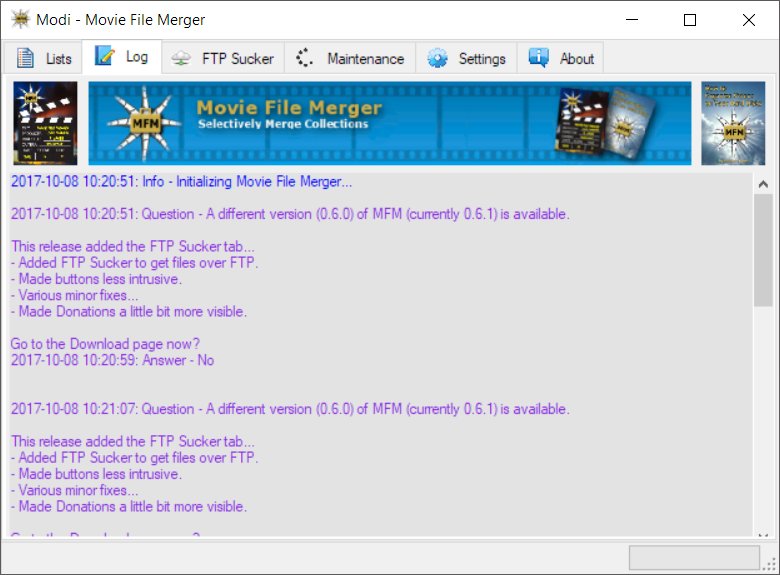 Modi - Movie File Merger
Lists
Log
FTP Sucker
Maintenance
Settings
About
MFM
Movie File Merger
Selectively Merge Collections
MFM
2017-10-08 10:20:51: Info - Initializing Movie File Merger...
2017-10-08 10:20:51: Question - A different version (0.6.0) of MFM (currently 0.6.1) is available.
This release added the FTP Sucker tab...
- Added FTP Sucker to get files over FTP.
- Made buttons less intrusive.
- Various minor fixes...
- Made Donations a little bit more visible.
Go to the Download page now?
2017-10-08 10:20:59: Answer - No
2017-10-08 10:21:07: Question - A different version (0.6.0) of MFM (currently 0.6.1) is available.
This release added the FTP Sucker tab...
- Added FTP Sucker to get files over FTP.
- Made buttons less intrusive.
- Various minor fixes...
- Made Donations a little bit more visible.